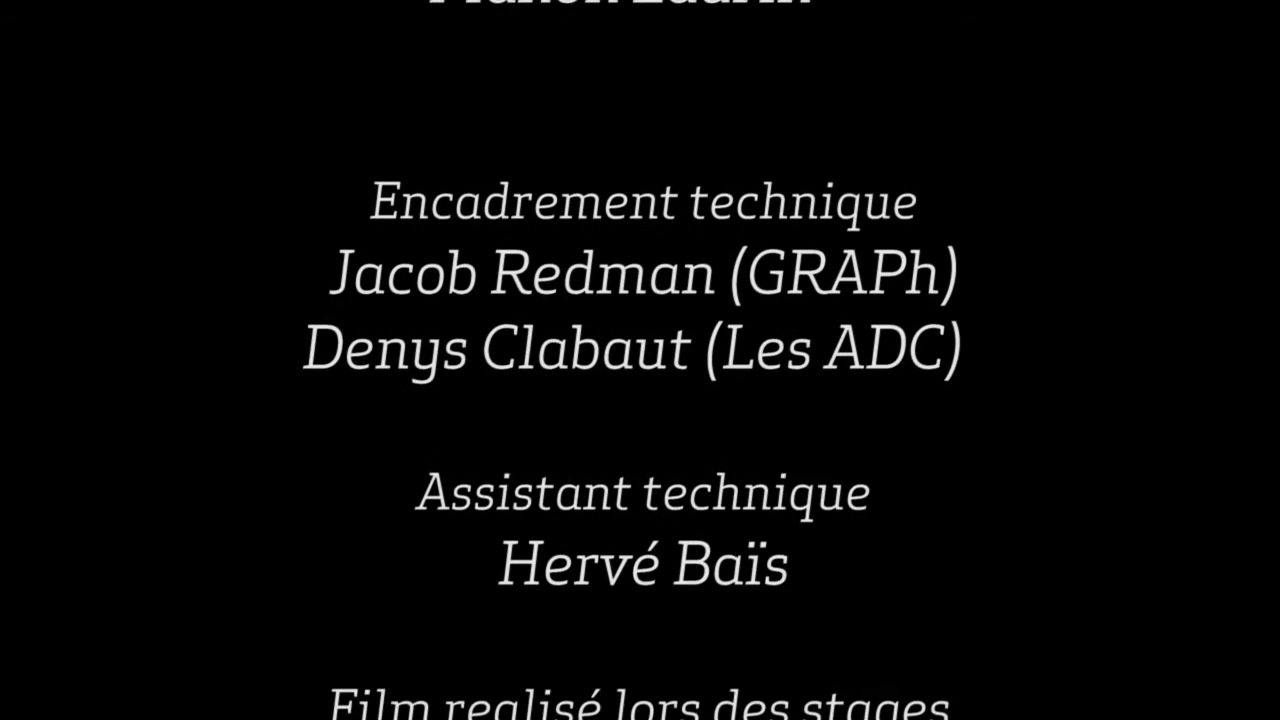 Encadrement technique
Jacob Redman (GRAPh)
Denys Clabaut (Les ADC)
Assistant technique
Hervé Baïs
Film realisé lors des stages